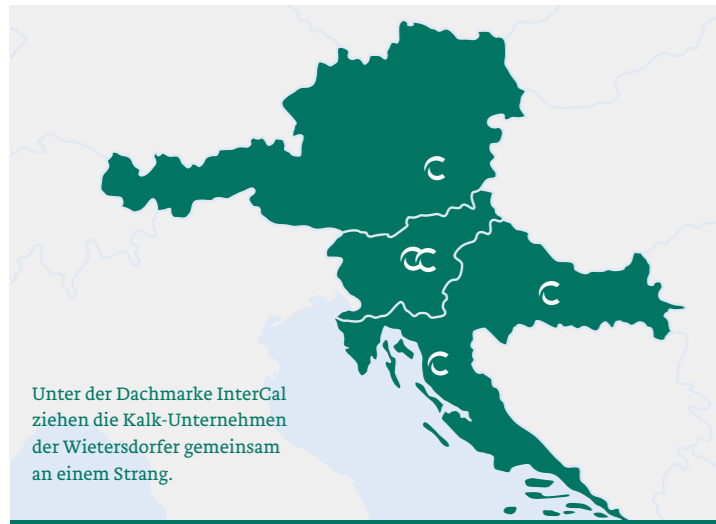 Unter der Dachmarke InterCal
ziehen die Kalk-Unternehmen
der Wietersdorfer gemeinsam
an einem Strang.